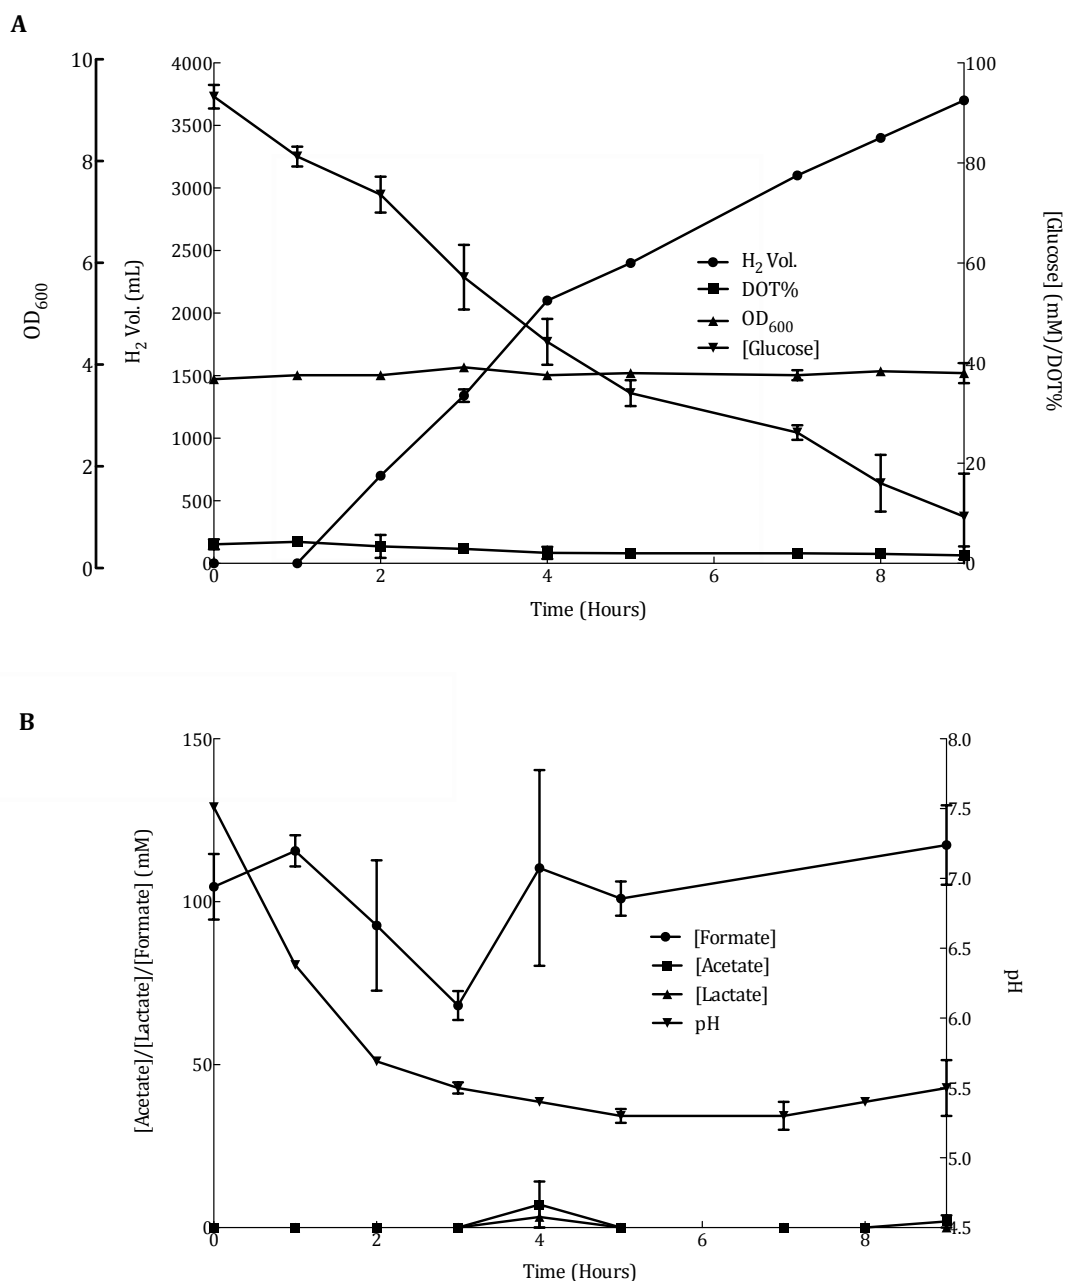 A
10
8
6
4
2
0
OD600
4000
3500
3000
2500
2000
1500
1000
500
0
H2 Vol. (mL)
100
80
60
40
20
0
[Glucose] (mM)/DOT%
H2 Vol.
DOT%
OD600
[Glucose]
0 2 4 6 8
Time (Hours)
B
150
100
50
0
[Acetate]/[Lactate]/[Formate] (mM)
8.0
7.5
7.0
6.5
6.0
5.5
5.0
4.5
pH
[Formate]
[Acetate]
[Lactate]
pH
0 2 4 6 8
Time (Hours)